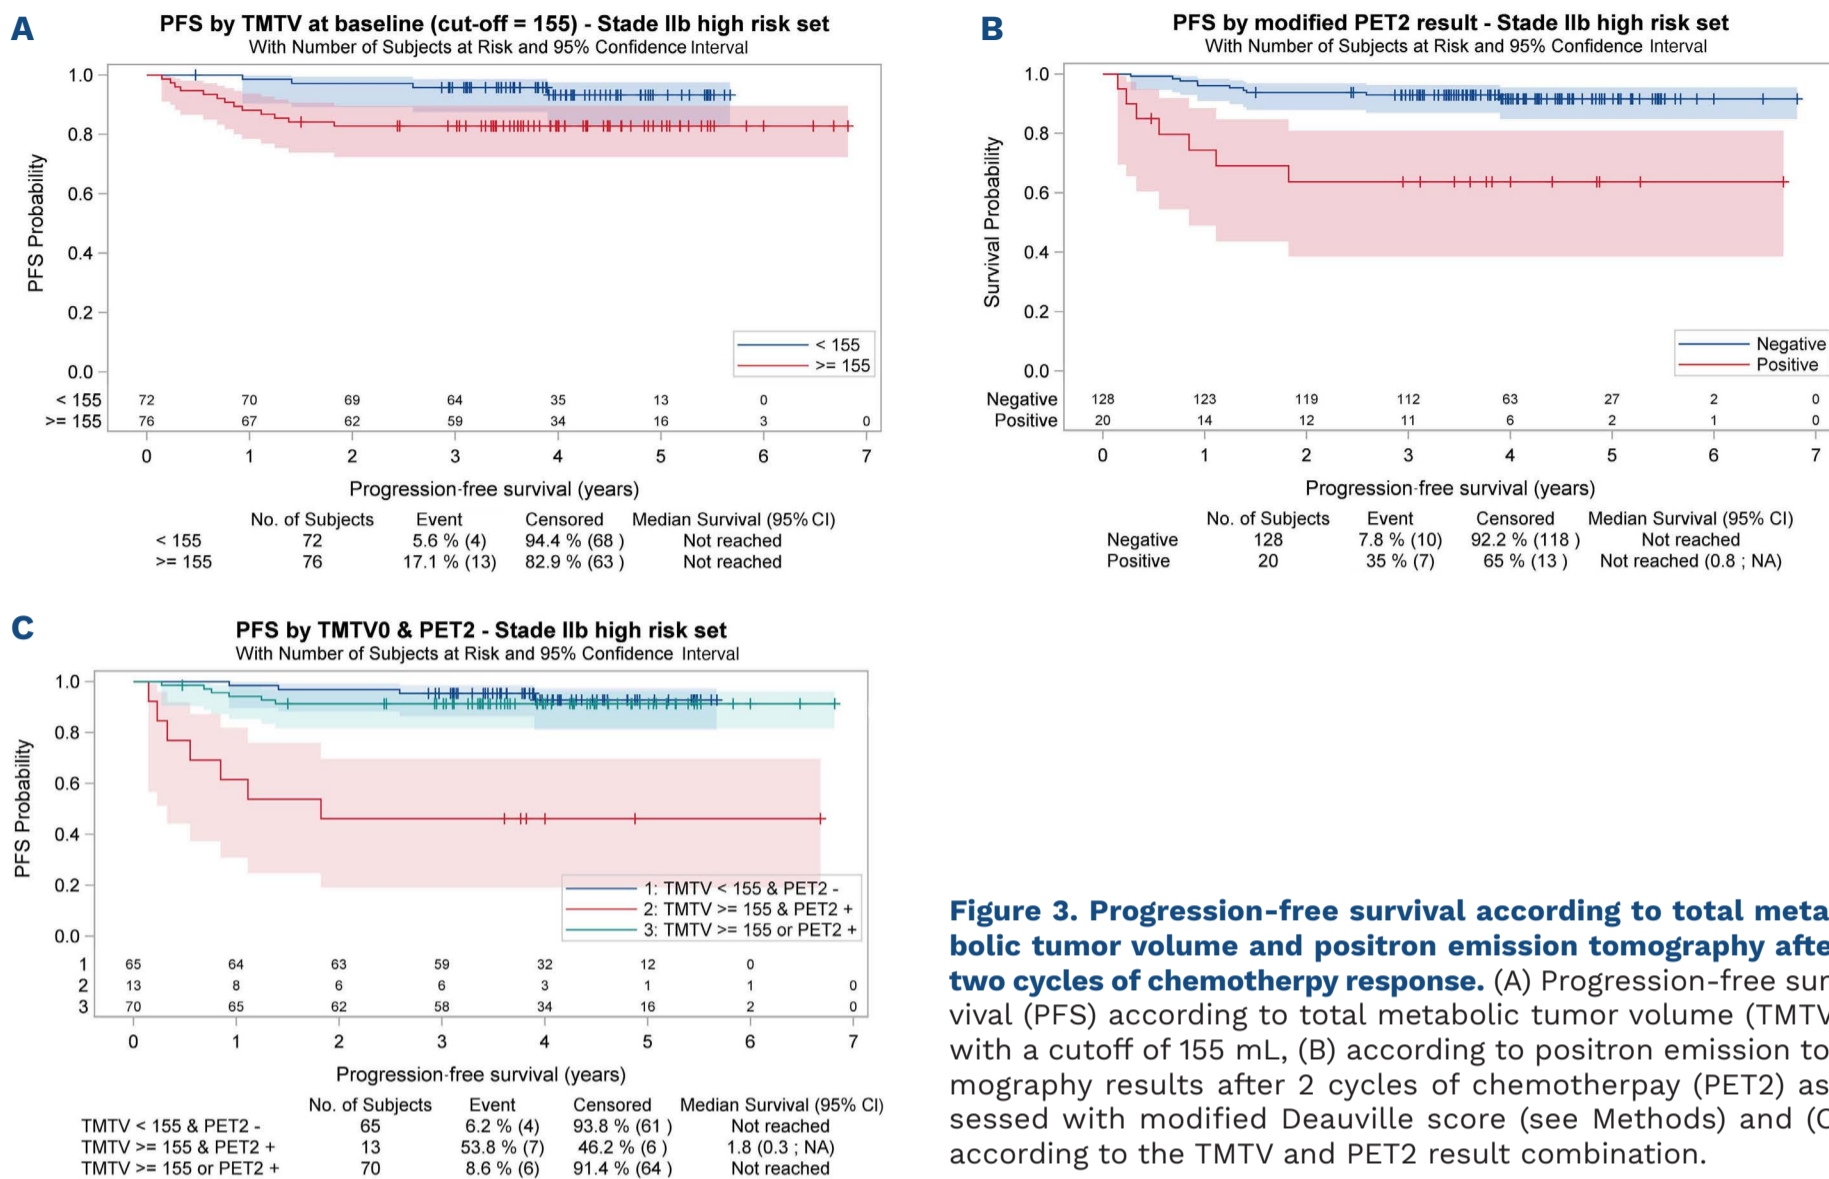 A
PFS by TMTV at baseline (cut-off = 155) - Stade IIb high risk set
With Number of Subjects at Risk and 95% Confidence Interval
PFS Probability
1.0
0.8
0.6
0.4
0.2
0.0
< 155
>= 155
< 155 72 70 69 64 35 13 0
>= 155 76 67 62 59 34 16 3 0
0 1 2 3 4 5 6 7
Progression-free survival (years)
No. of Subjects Event Censored Median Survival (95% CI)
< 155 72 5.6 % (4) 94.4 % (68 ) Not reached
>= 155 76 17.1 % (13) 82.9 % (63 ) Not reached
B
PFS by modified PET2 result - Stade IIb high risk set
With Number of Subjects at Risk and 95% Confidence Interval
Survival Probability
1.0
0.8
0.6
0.4
0.2
0.0
Negative
Positive
Negative 128 123 119 112 63 27 2 0
Positive 20 14 12 11 6 2 1 0
0 1 2 3 4 5 6 7
Progression-free survival (years)
No. of Subjects Event Censored Median Survival (95% CI)
Negative 128 7.8 % (10) 92.2 % (118 ) Not reached
Positive 20 35 % (7) 65 % (13 ) Not reached (0.8 ; NA)
C
PFS by TMTV0 & PET2 - Stade IIb high risk set
With Number of Subjects at Risk and 95% Confidence Interval
PFS Probability
1.0
0.8
0.6
0.4
0.2
0.0
1: TMTV < 155 & PET2 -
2: TMTV >= 155 & PET2 +
3: TMTV >= 155 or PET2 +
1 65 64 63 59 32 12 0
2 13 8 6 6 3 1 1 0
3 70 65 62 58 34 16 2 0
0 1 2 3 4 5 6 7
Progression-free survival (years)
No. of Subjects Event Censored Median Survival (95% CI)
TMTV < 155 & PET2 - 65 6.2 % (4) 93.8 % (61 ) Not reached
TMTV >= 155 & PET2 + 13 53.8 % (7) 46.2 % (6 ) 1.8 (0.3 ; NA)
TMTV >= 155 or PET2 + 70 8.6 % (6) 91.4 % (64 ) Not reached
Figure 3. Progression-free survival according to total meta
bolic tumor volume and positron emission tomography afte
two cycles of chemotherpy response. (A) Progression-free sur
vival (PFS) according to total metabolic tumor volume (TMTV
with a cutoff of 155 mL, (B) according to positron emission to
mography results after 2 cycles of chemotherpay (PET2) as
sessed with modified Deauville score (see Methods) and (C
according to the TMTV and PET2 result combination.